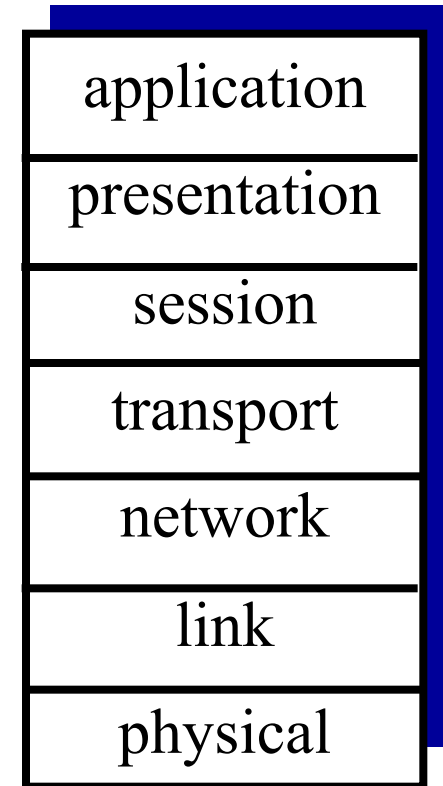 application
presentation
session
transport
network
link
physical